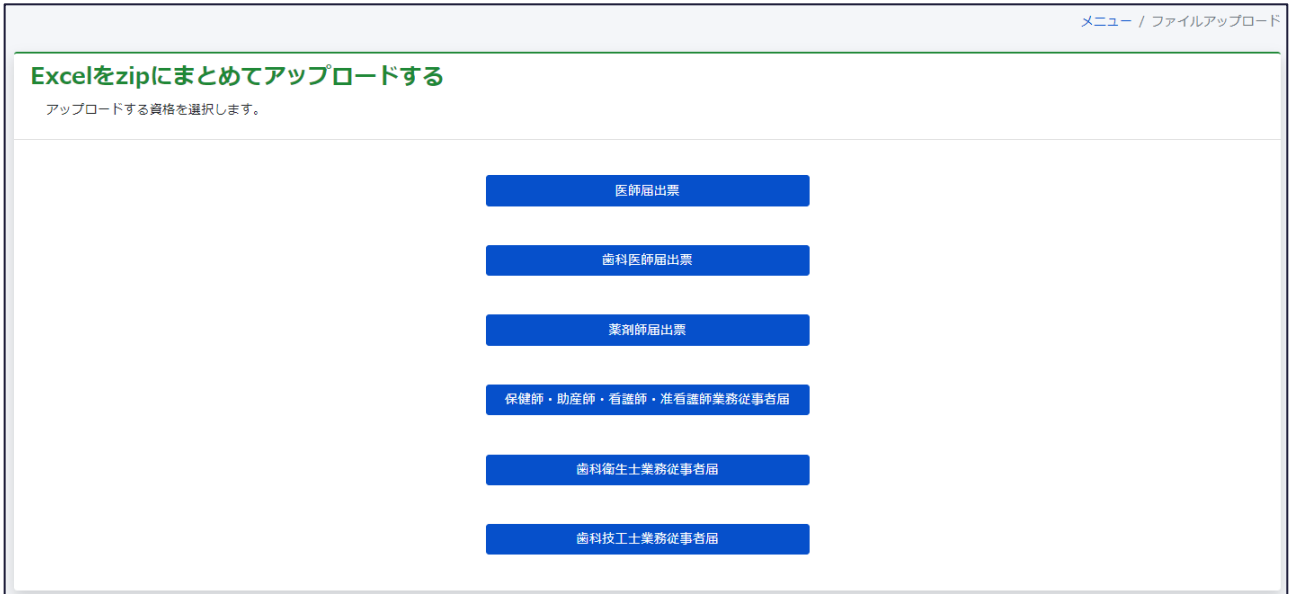 メニュー / ファイルアップロード
Excelをzipにまとめてアップロードする
アップロードする資格を選択します。
医師届出票
歯科医師届出票
薬剤師届出票
保健師・助産師・看護師・准看護師業務従事者届
歯科衛生士業務従事者届
歯科技工士業務従事者届